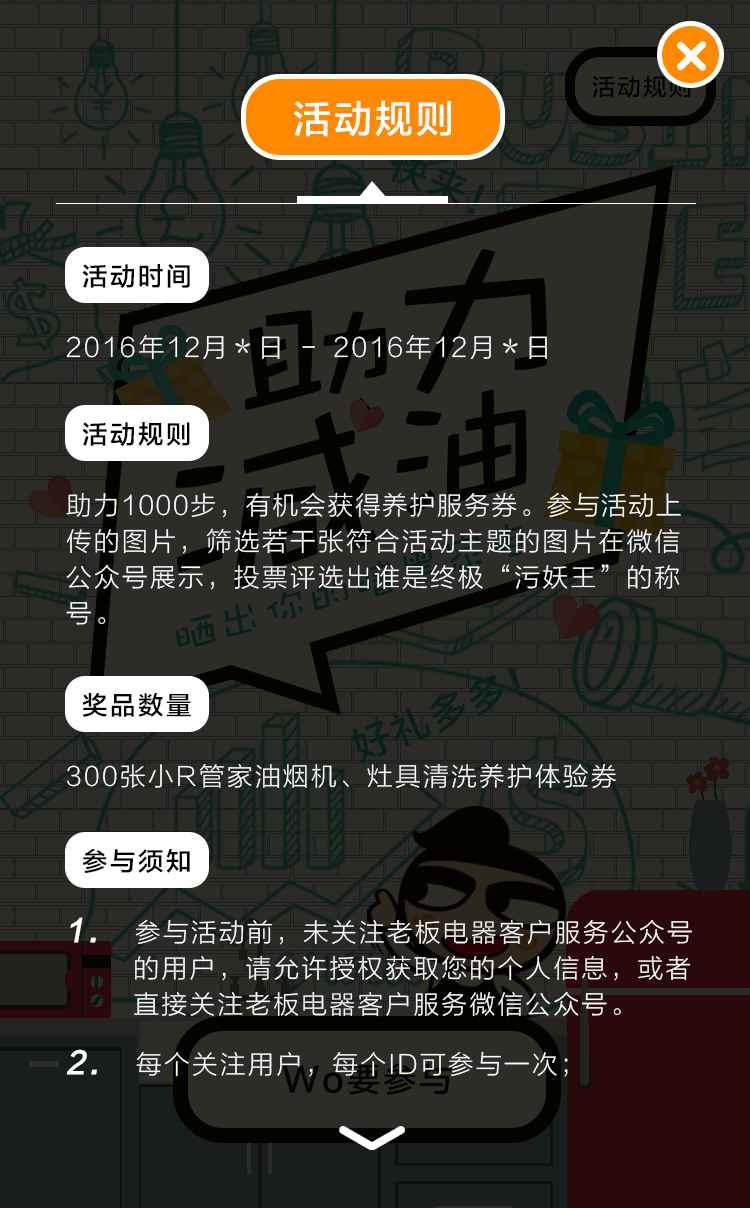 活动规则
活动规则
快来!
活动时间
助力
2016年12月＊日 - 2016年12月＊日
活动规则
减油
助力1000步，有机会获得养护服务券。参与活动上
传的图片，筛选若干张符合活动主题的图片在微信
公众号展示，投票评选出谁是终极“污妖王”的称
号。
晒出你的
奖品数量
好礼多多!
300张小R管家油烟机、灶具清洗养护体验券
参与须知
1. 参与活动前，未关注老板电器客户服务公众号
的用户，请允许授权获取您的个人信息，或者
直接关注老板电器客户服务微信公众号。
2. 每个关注用户，每个ID可参与一次；
Wo要参与